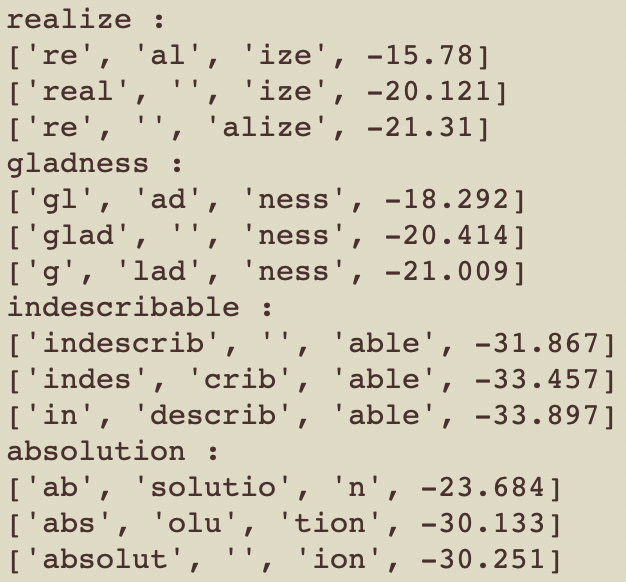 realize :
['re', 'al', 'ize', -15.78]
['real', '', 'ize', -20.121]
['re', '', 'alize', -21.31]
gladness :
['gl', 'ad', 'ness', -18.292]
['glad', '', 'ness', -20.414]
['g', 'lad', 'ness', -21.009]
indescribable :
['indescrib', '', 'able', -31.867]
['indes', 'crib', 'able', -33.457]
['in', 'describ', 'able', -33.897]
absolution :
['ab', 'solutio', 'n', -23.684]
['abs', 'olu', 'tion', -30.133]
['absolut', '', 'ion', -30.251]